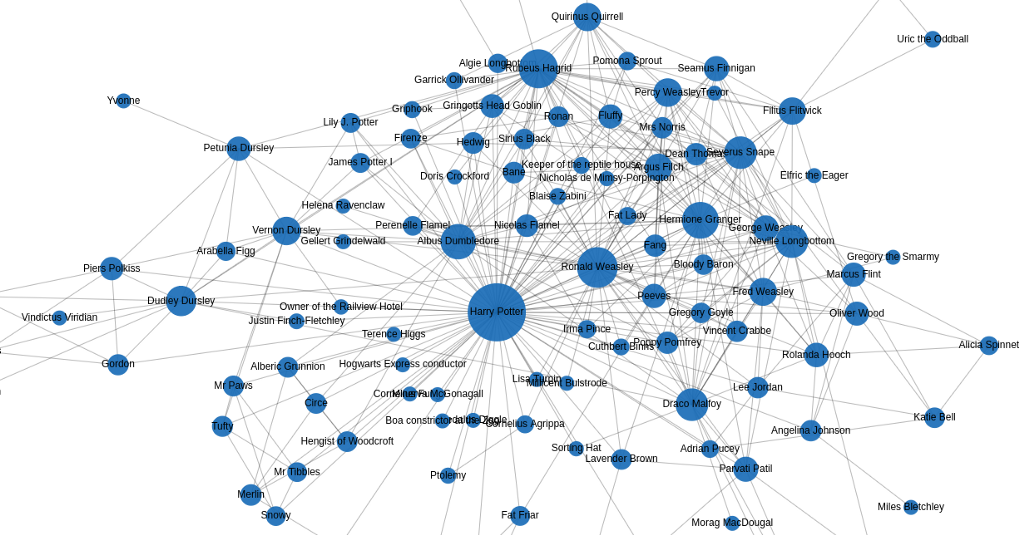 Quirinus Quirrell
Uric the Oddball
Algie Longbottom
Rubeus Hagrid
Pomona Sprout
Seamus Finnigan
Garrick Ollivander
Percy Weasley
Trevor
Yvonne
Griphook
Gringotts Head Goblin
Filius Flitwick
Lily J. Potter
Ronan
Fluffy
Mrs Norris
Firenze
Hedwig
Sirius Black
Petunia Dursley
Dean Thomas
Severus Snape
James Potter I
Keeper of the reptile house
Argus Filch
Doris Crockford
Bane
Nicholas de Mimsy-Porpington
Elfric the Eager
Blaise Zabini
Helena Ravenclaw
Fat Lady
Hermione Granger
Perenelle Flamel
Nicolas Flamel
George Weasley
Vernon Dursley
Gellert Grindelwald
Albus Dumbledore
Fang
Neville Longbottom
Arabella Figg
Gregory the Smarmy
Piers Polkiss
Ronald Weasley
Bloody Baron
Marcus Flint
Dudley Dursley
Peeves
Fred Weasley
Owner of the Railview Hotel
Harry Potter
Gregory Goyle
Oliver Wood
Vindictus Viridian
Justin Finch-Fletchley
Terence Higgs
Irma Pince
Vincent Crabbe
Cuthbert Binns
Poppy Pomfrey
Alicia Spinnet
Rolanda Hooch
Gordon
Alberic Grunnion
Hogwarts Express conductor
Mr Paws
Lisa Turpin
Millicent Bulstrode
Lee Jordan
Cornelius Fudge
Minerva McGonagall
Circe
Draco Malfoy
Katie Bell
Tufty
Boa constrictor at the Zoo
Dedalus Diggle
Cornelius Agrippa
Angelina Johnson
Hengist of Woodcroft
Sorting Hat
Adrian Pucey
Lavender Brown
Mr Tibbles
Ptolemy
Parvati Patil
Merlin
Miles Bletchley
Snowy
Fat Friar
Morag MacDougal